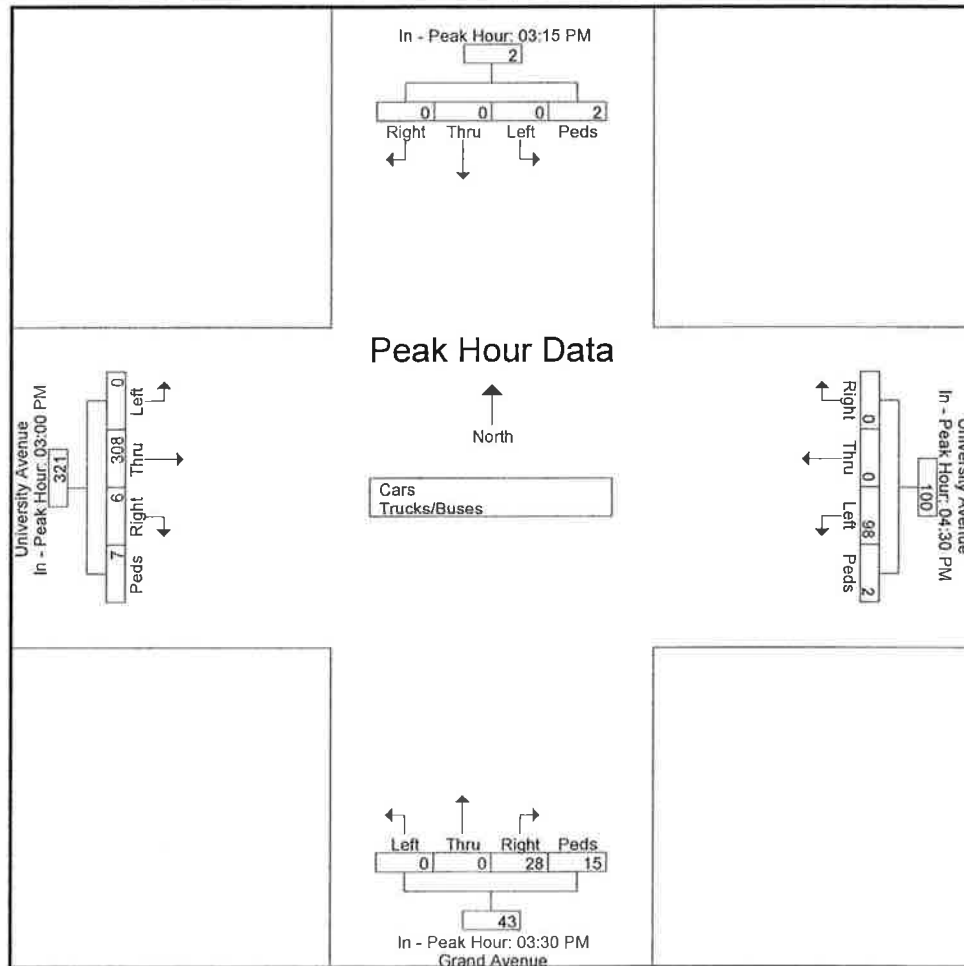 In - Peak Hour: 03:15 PM
2
0 0 0 2
Right Thru Left Peds
Peak Hour Data
North
Cars
Trucks/Buses
University Avenue
In - Peak Hour: 03:00 PM
321
0 308 6 7
Left Thru Right Peds
Right Thru Left Peds
0 0 98 2
100
In - Peak Hour: 04:30 PM
University Avenue
Left Thru Right Peds
0 0 28 15
43
In - Peak Hour: 03:30 PM
Grand Avenue